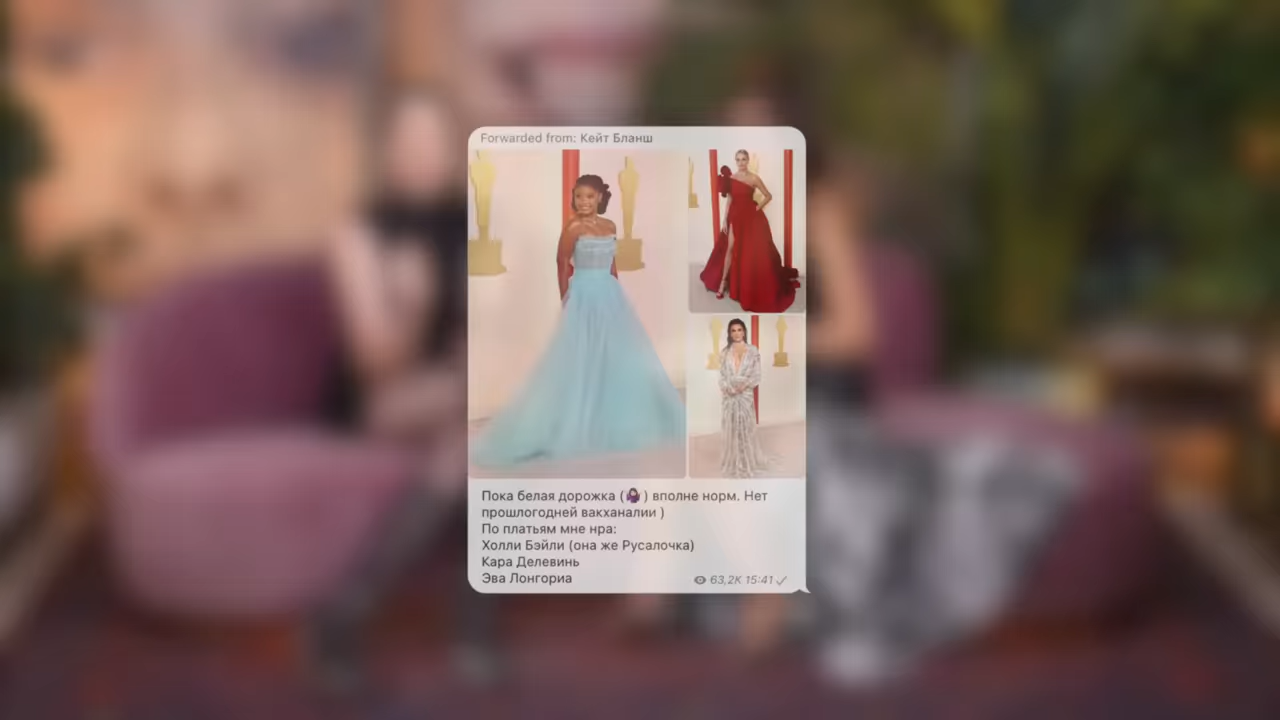 Forwarded from: Кейт Бланш
Пока белая дорожка (🤷🏻‍♀️) вполне норм. Нет
прошлогодней вакханалии )
По платьям мне нра:
Холли Бэйли (она же Русалочка)
Кара Делевинь
Эва Лонгориа
63,2K 15:41